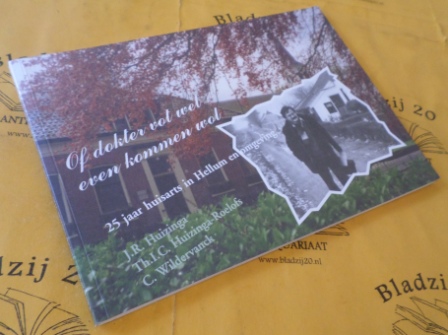 Of dokter vot wel
even kommen wol
25 jaar huisarts in Hellum en omgeving
J.R. Huizinga
Th.I.C. Huizinga-Roelofs
C. Wildervanck
Bladzij 20
www.bladzij20.nl
Bladzij 20
Bladzij